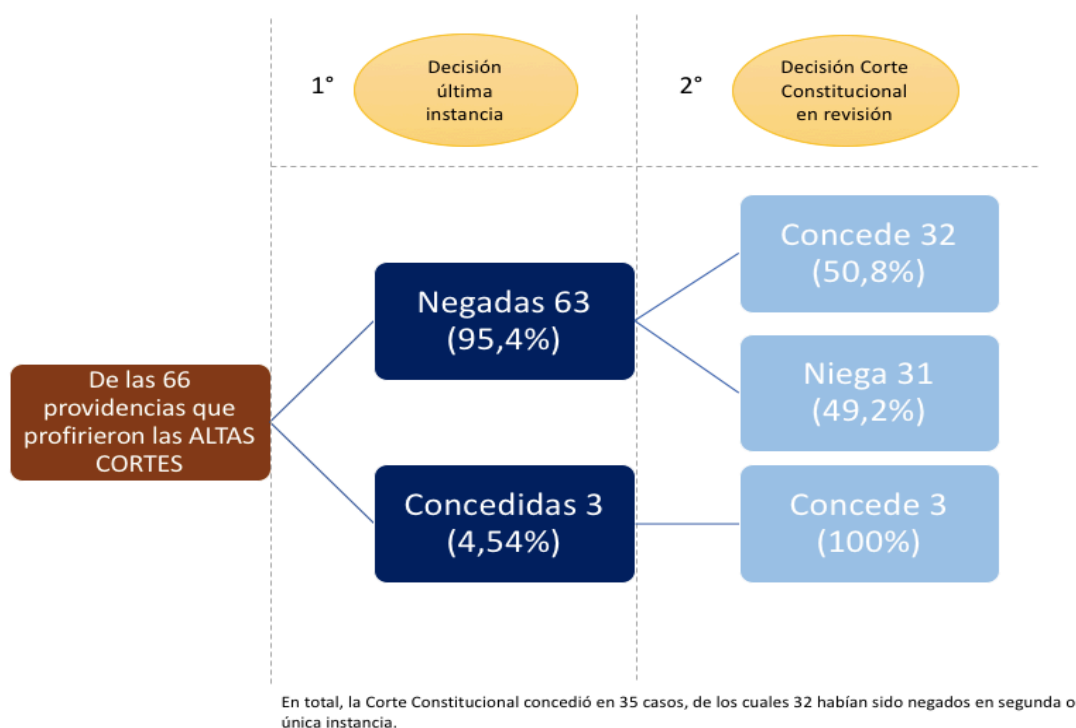 1°
Decisión
última
instancia
2°
Decisión Corte
Constitucional
en revisión
De las 66
providencias que
profirieron las ALTAS
CORTES
Negadas 63
(95,4%)
Concedidas 3
(4,54%)
Concede 32
(50,8%)
Niega 31
(49,2%)
Concede 3
(100%)
En total, la Corte Constitucional concedió en 35 casos, de los cuales 32 habían sido negados en segunda o
única instancia.